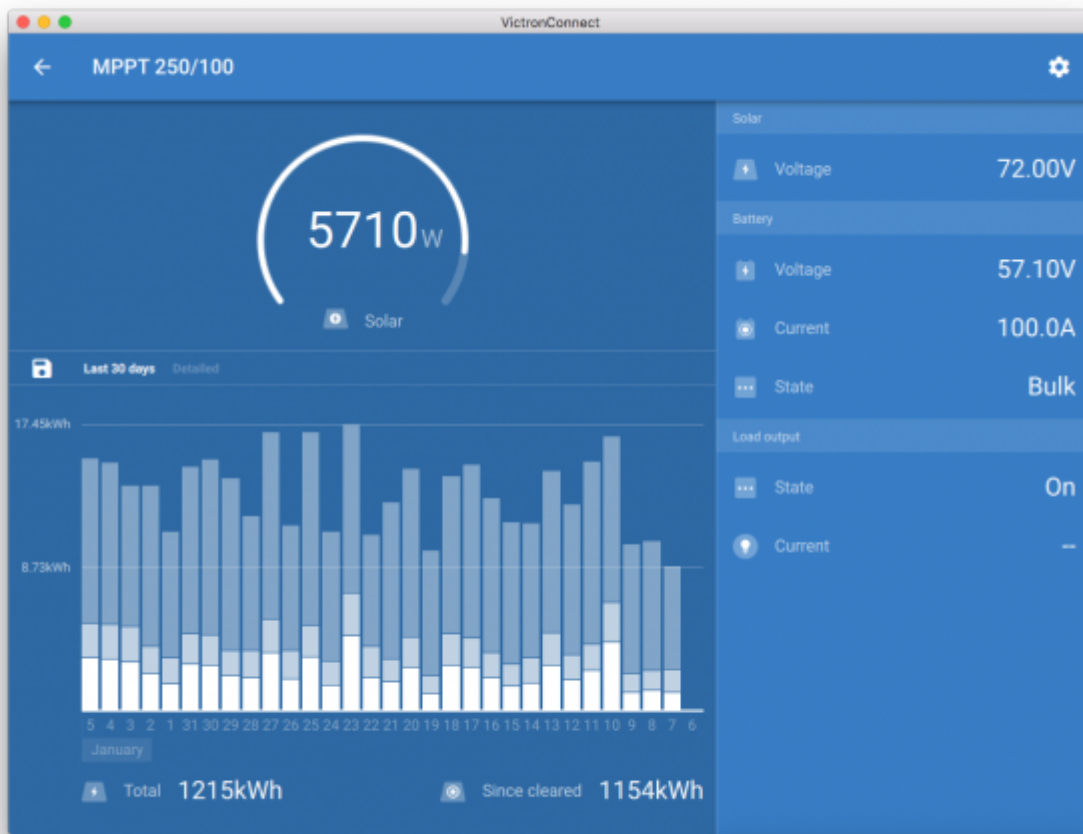 VictronConnect
MPPT 250/100
5710W
Solar
Last 30 days Detailed
17.45kWh
8.73kWh
5 4 3 2 1 31 30 29 28 27 26 25 24 23 22 21 20 19 18 17 16 15 14 13 12 11 10 9 8 7 6
January
Total 1215kWh Since cleared 1154kWh
Solar
Voltage 72.00V
Battery
Voltage 57.10V
Current 100.0A
State Bulk
Load output
State On
Current --